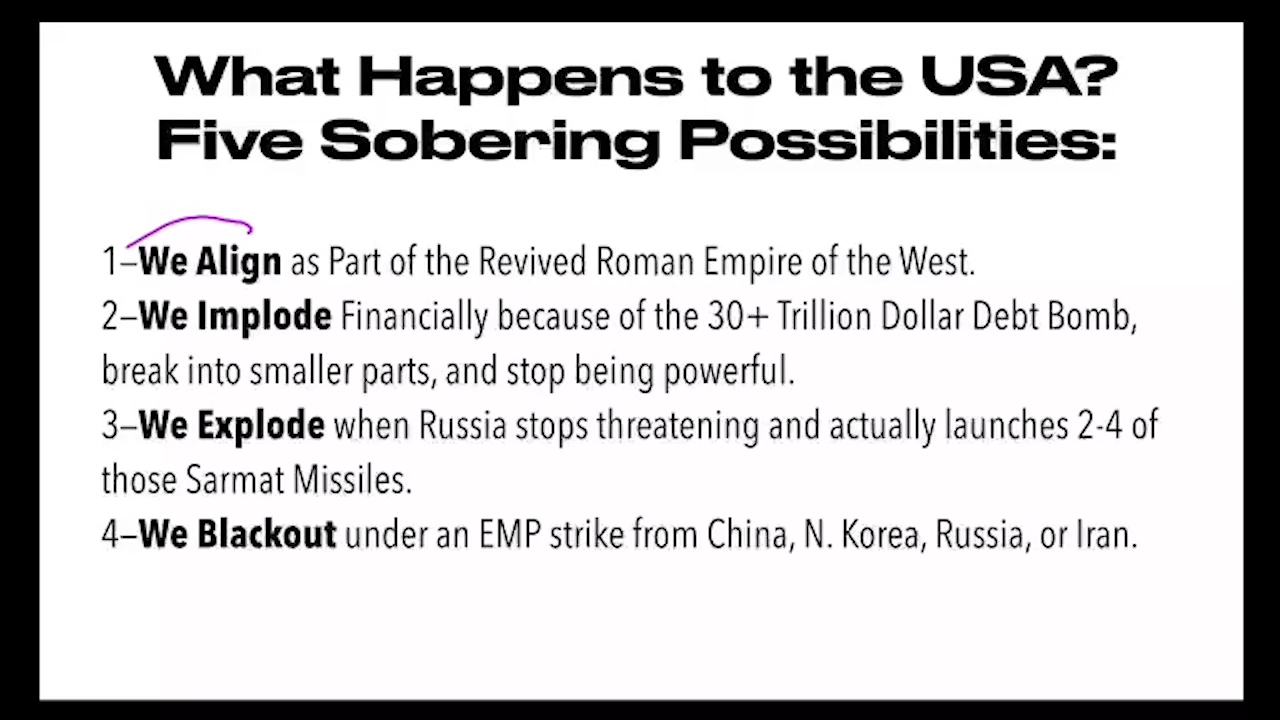 What Happens to the USA?
Five Sobering Possibilities:
1–We Align as Part of the Revived Roman Empire of the West.
2–We Implode Financially because of the 30+ Trillion Dollar Debt Bomb,
break into smaller parts, and stop being powerful.
3–We Explode when Russia stops threatening and actually launches 2-4 of
those Sarmat Missiles.
4–We Blackout under an EMP strike from China, N. Korea, Russia, or Iran.